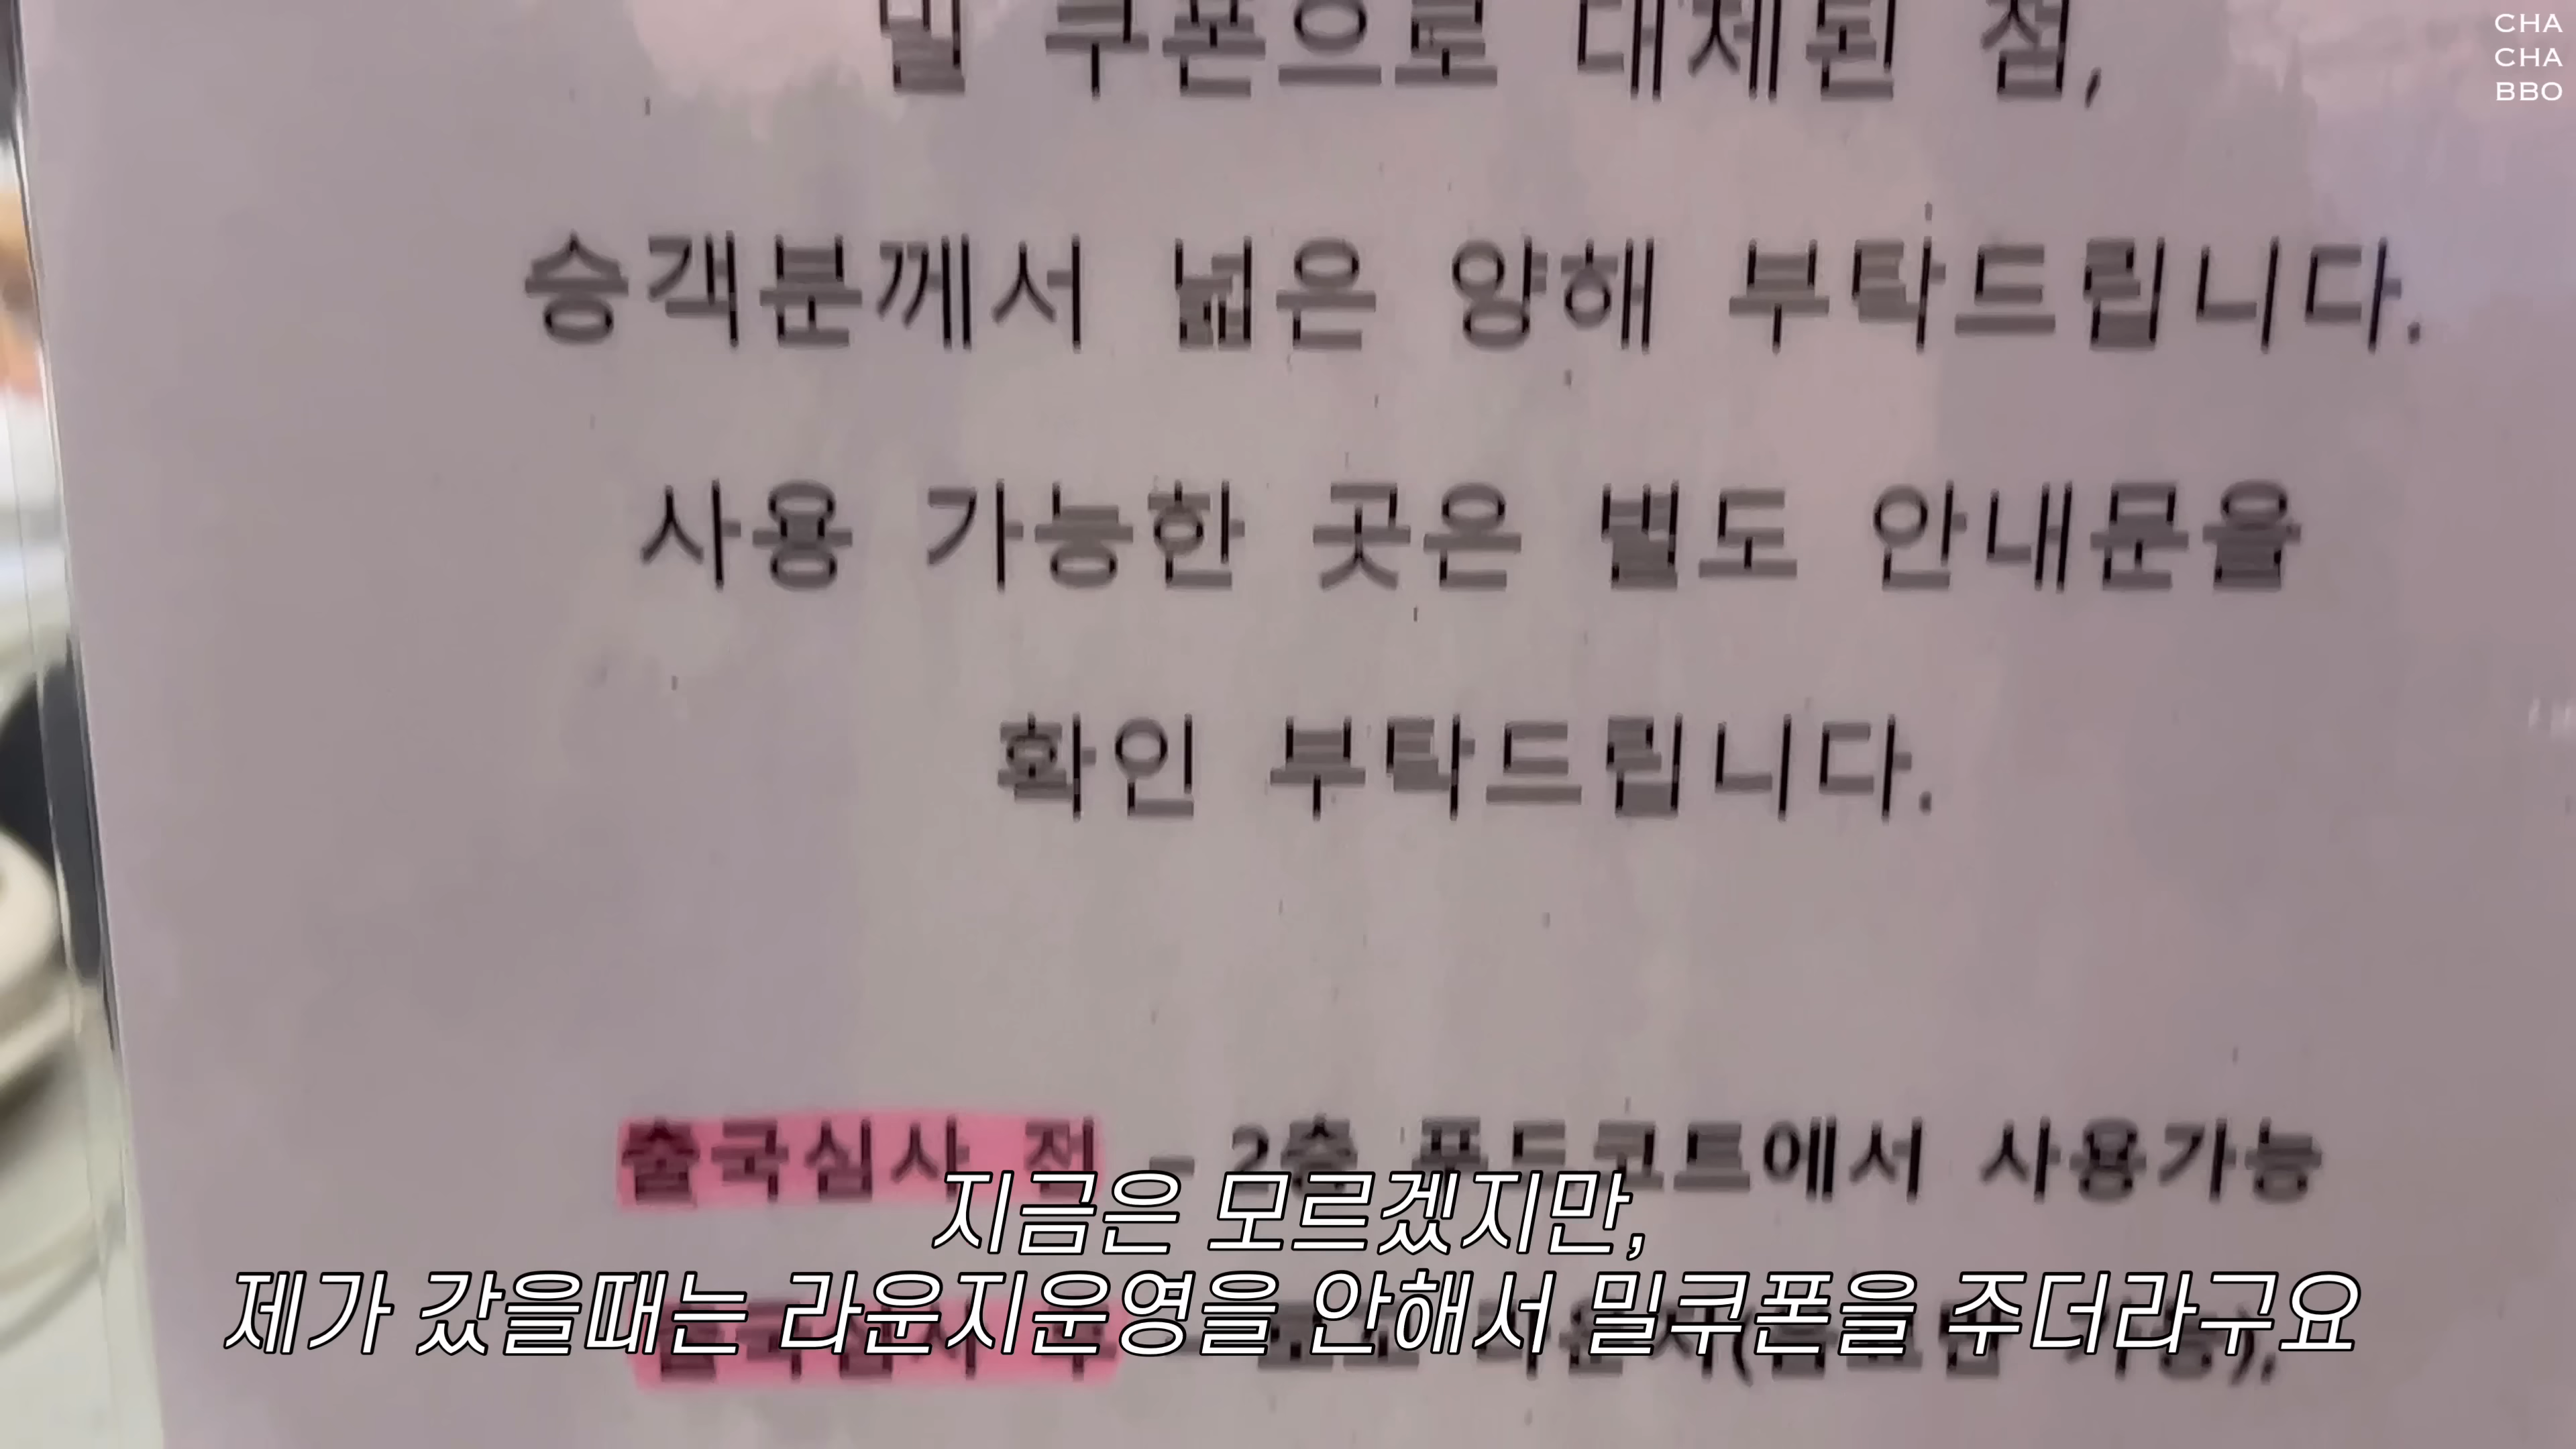 밀 쿠폰으로 대체된 점,
CHA
CHA
BBO
승객분께서 넓은 양해 부탁드립니다.
사용 가능한 곳은 별도 안내문을
확인 부탁드립니다.
출국심사 전 - 2층 푸드코트에서 사용가능
지금은 모르겠지만,
제가 갔을때는 라운지운영을 안해서 밀쿠폰을 주더라구요
출국심사 후